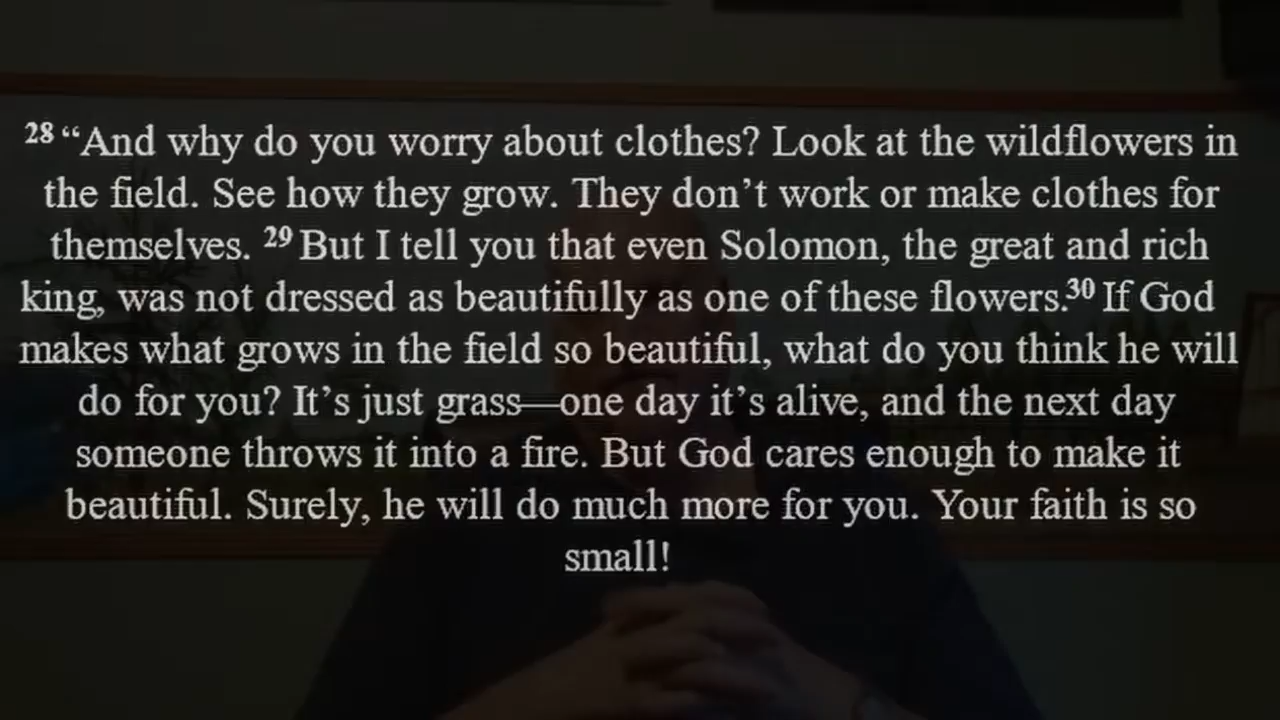 28 “And why do you worry about clothes? Look at the wildflowers in
the field. See how they grow. They don’t work or make clothes for
themselves. 29 But I tell you that even Solomon, the great and rich
king, was not dressed as beautifully as one of these flowers.30 If God
makes what grows in the field so beautiful, what do you think he will
do for you? It’s just grass—one day it’s alive, and the next day
someone throws it into a fire. But God cares enough to make it
beautiful. Surely, he will do much more for you. Your faith is so
small!